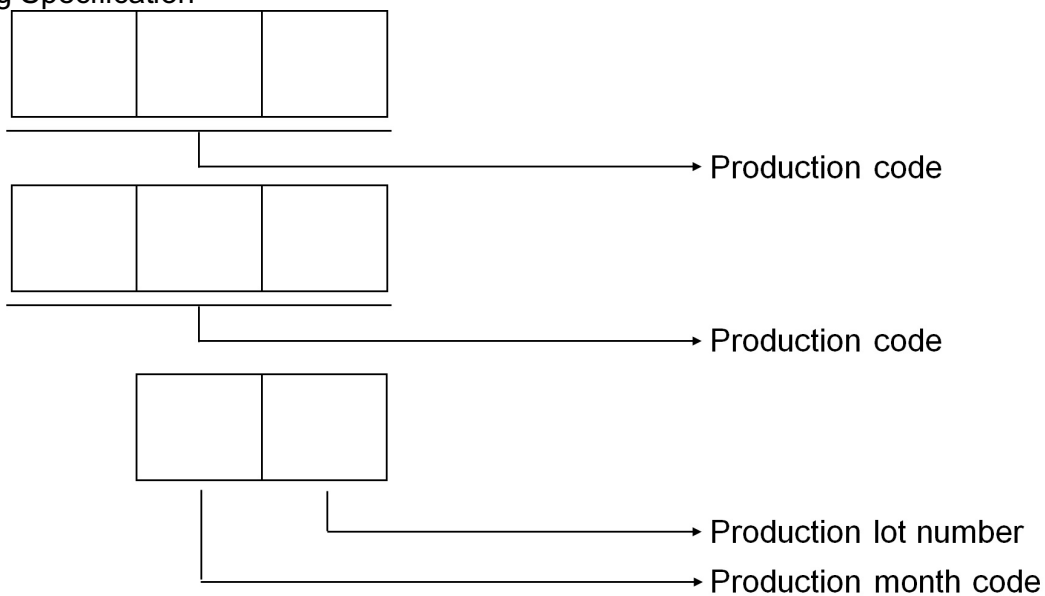 Specification
Production code
Production code
Production lot number
Production month code